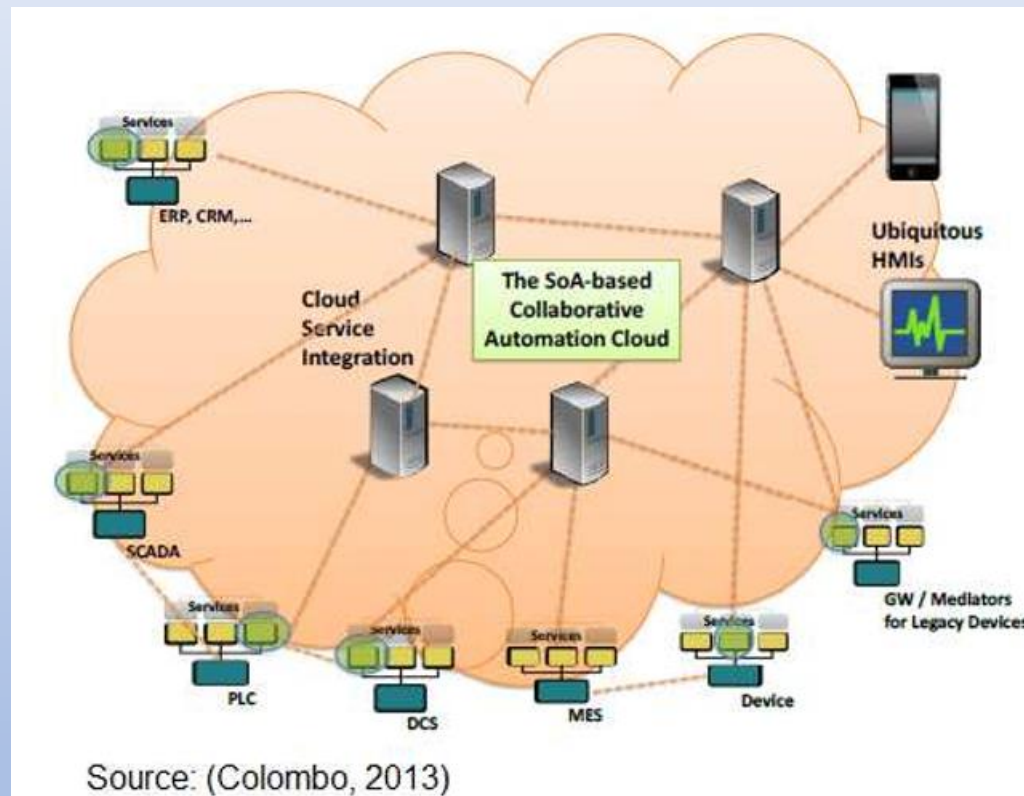 Services
ERP, CRM,...
Ubiquitous
HMIs
The SoA-based
Collaborative
Automation Cloud
Cloud
Service
Integration
Services
SCADA
Services
GW / Mediators
for Legacy Devices
Services
PLC
Services
DCS
Services
MES
Services
Device
Source: (Colombo, 2013)